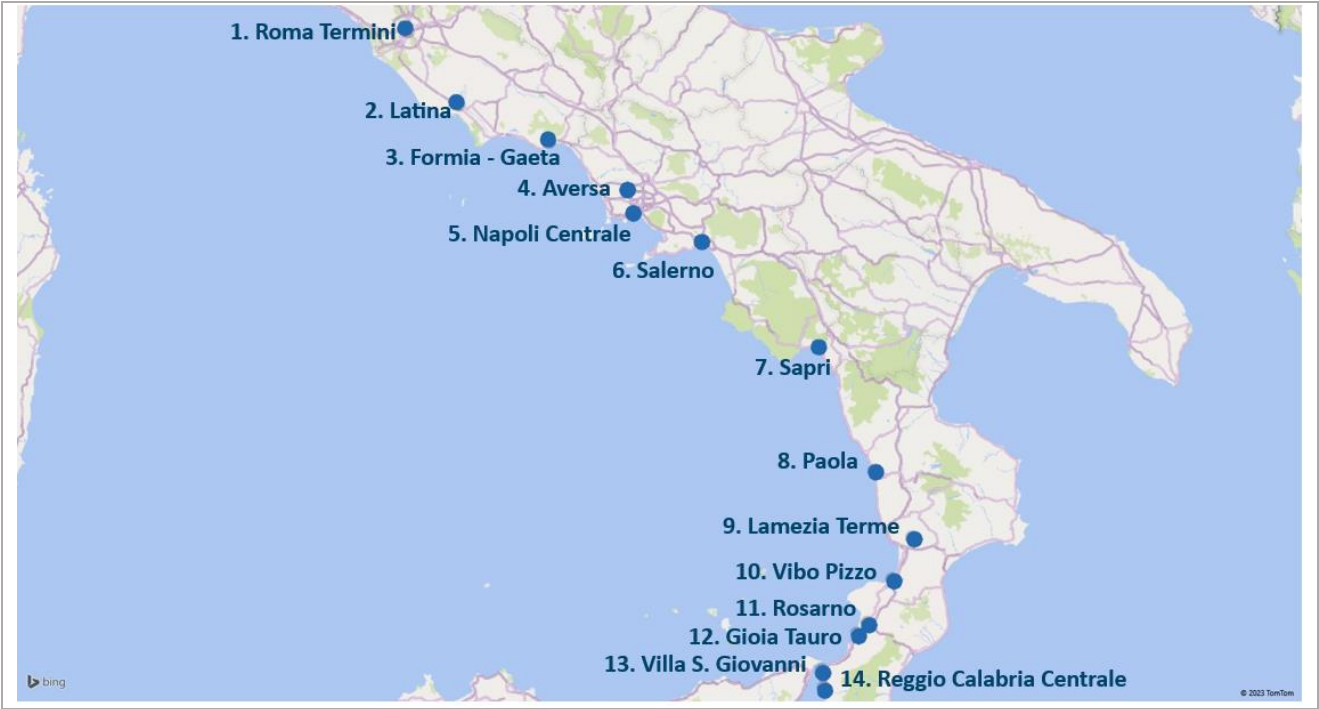 1. Roma Termini
2. Latina
3. Formia - Gaeta
4. Aversa
5. Napoli Centrale
6. Salerno
7. Sapri
8. Paola
9. Lamezia Terme
10. Vibo Pizzo
11. Rosarno
12. Gioia Tauro
13. Villa S. Giovanni
14. Reggio Calabria Centrale
bing
© 2023 TomTom